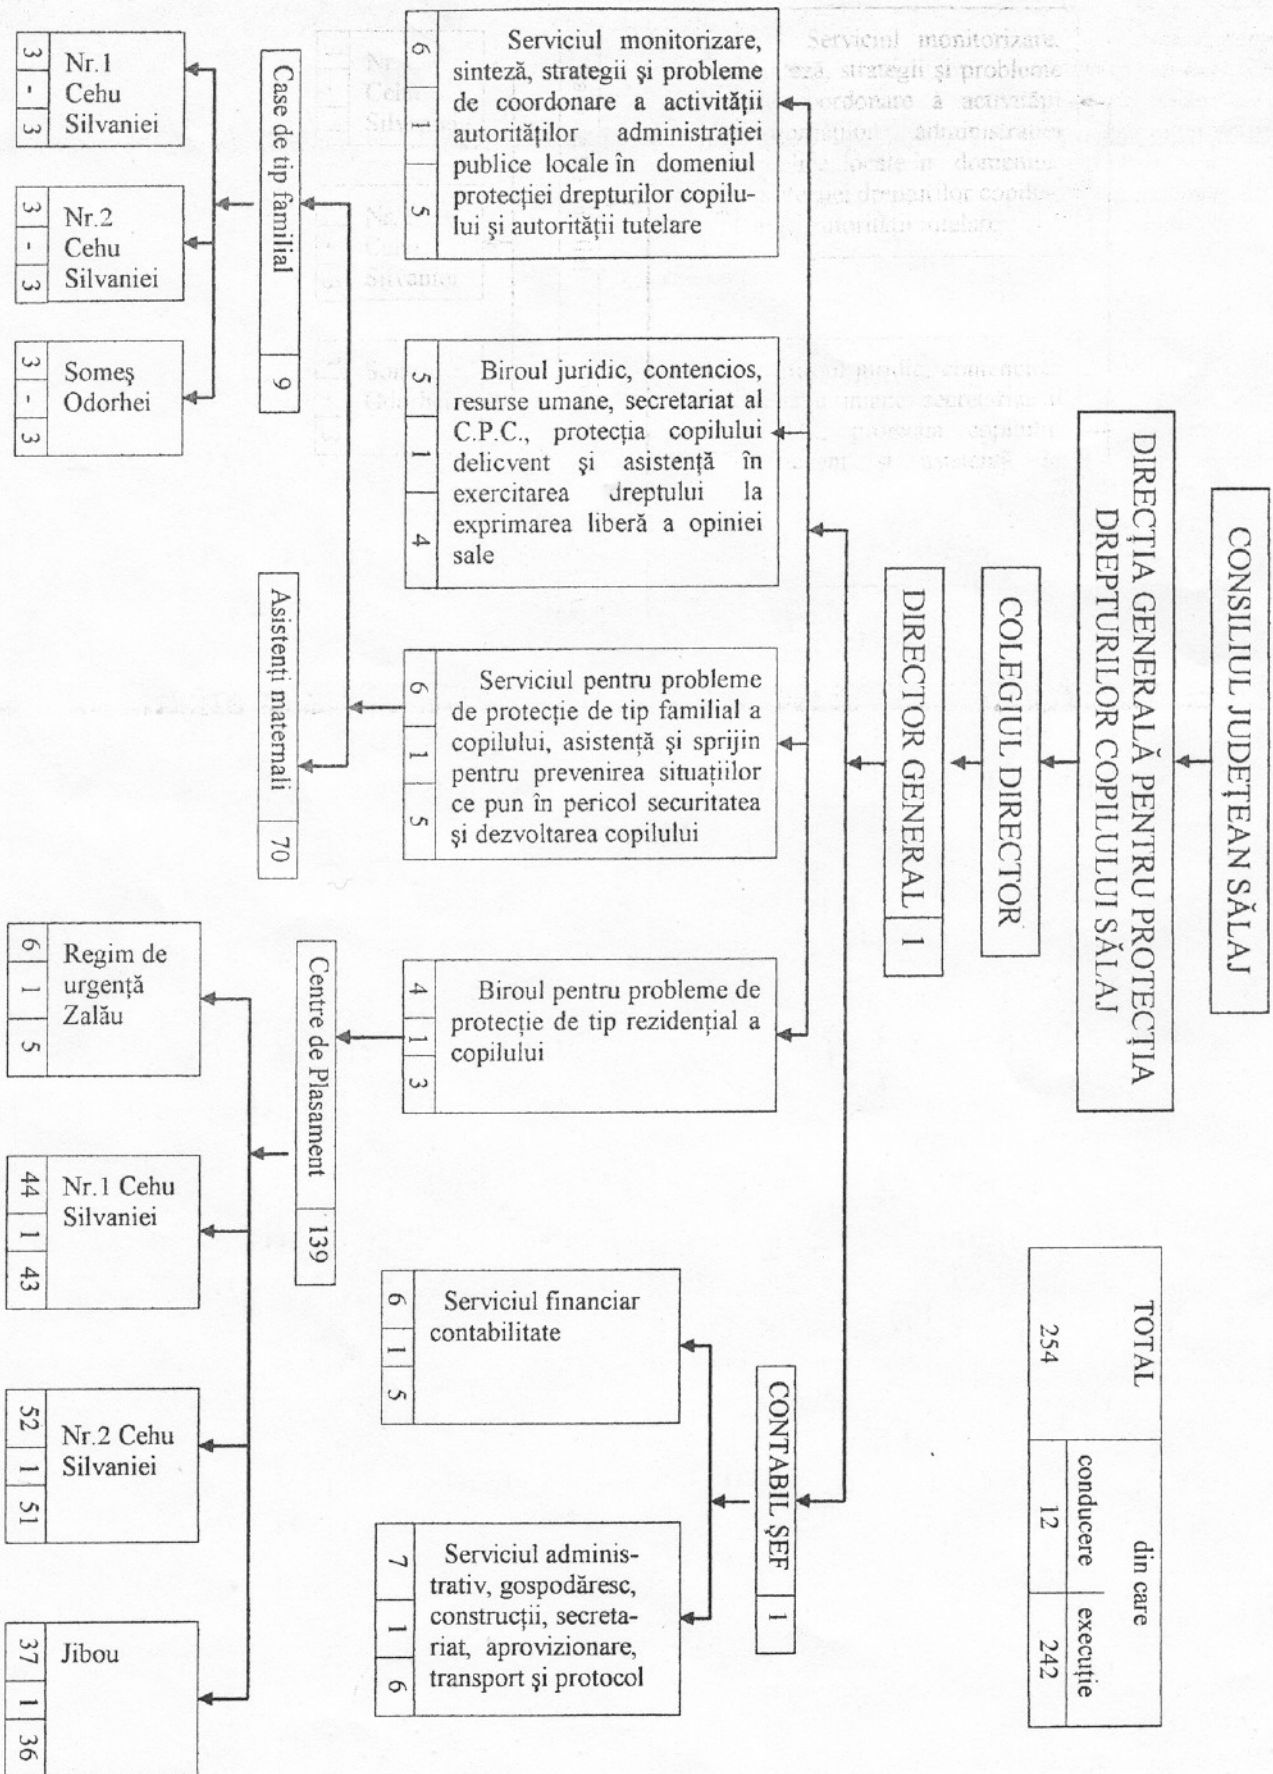 CONSILIUL JUDEȚEAN SĂLAJ
DIRECȚIA GENERALĂ PENTRU PROTECȚIA
DREPTURILOR COPILULUI SĂLAJ
COLEGIUL DIRECTOR
DIRECTOR GENERAL 1
TOTAL din care
conducere execuție
254 12 242
CONTABIL ȘEF 1
Serviciul monitorizare,
sinteză, strategii și probleme
de coordonare a activității
autorităților administrației
publice locale în domeniul
protecției drepturilor copilu-
lui și autorității tutelare
6 1 5
Biroul juridic, contencios,
resurse umane, secretariat al
C.P.C., protecția copilului
delicvent și asistență în
exercitarea dreptului la
exprimarea liberă a opiniei
sale
5 1 4
Serviciul pentru probleme
de protecție de tip familial a
copilului, asistență și sprijin
pentru prevenirea situațiilor
ce pun în pericol securitatea
și dezvoltarea copilului
6 1 5
Biroul pentru probleme de
protecție de tip rezidențial a
copilului
4 1 3
Serviciul financiar
contabilitate
6 1 5
Serviciul adminis-
trativ, gospodăresc,
construcții, secreta-
riat, aprovizionare,
transport și protocol
7 1 6
Case de tip familial 9
Asistenți maternali 70
Centre de Plasament 139
Nr.1
Cehu
Silvaniei
3 - 3
Nr.2
Cehu
Silvaniei
3 - 3
Someș
Odorhei
3 - 3
Regim de
urgență
Zalău
6 1 5
Nr.1 Cehu
Silvaniei
44 1 43
Nr.2 Cehu
Silvaniei
52 1 51
Jibou
37 1 36